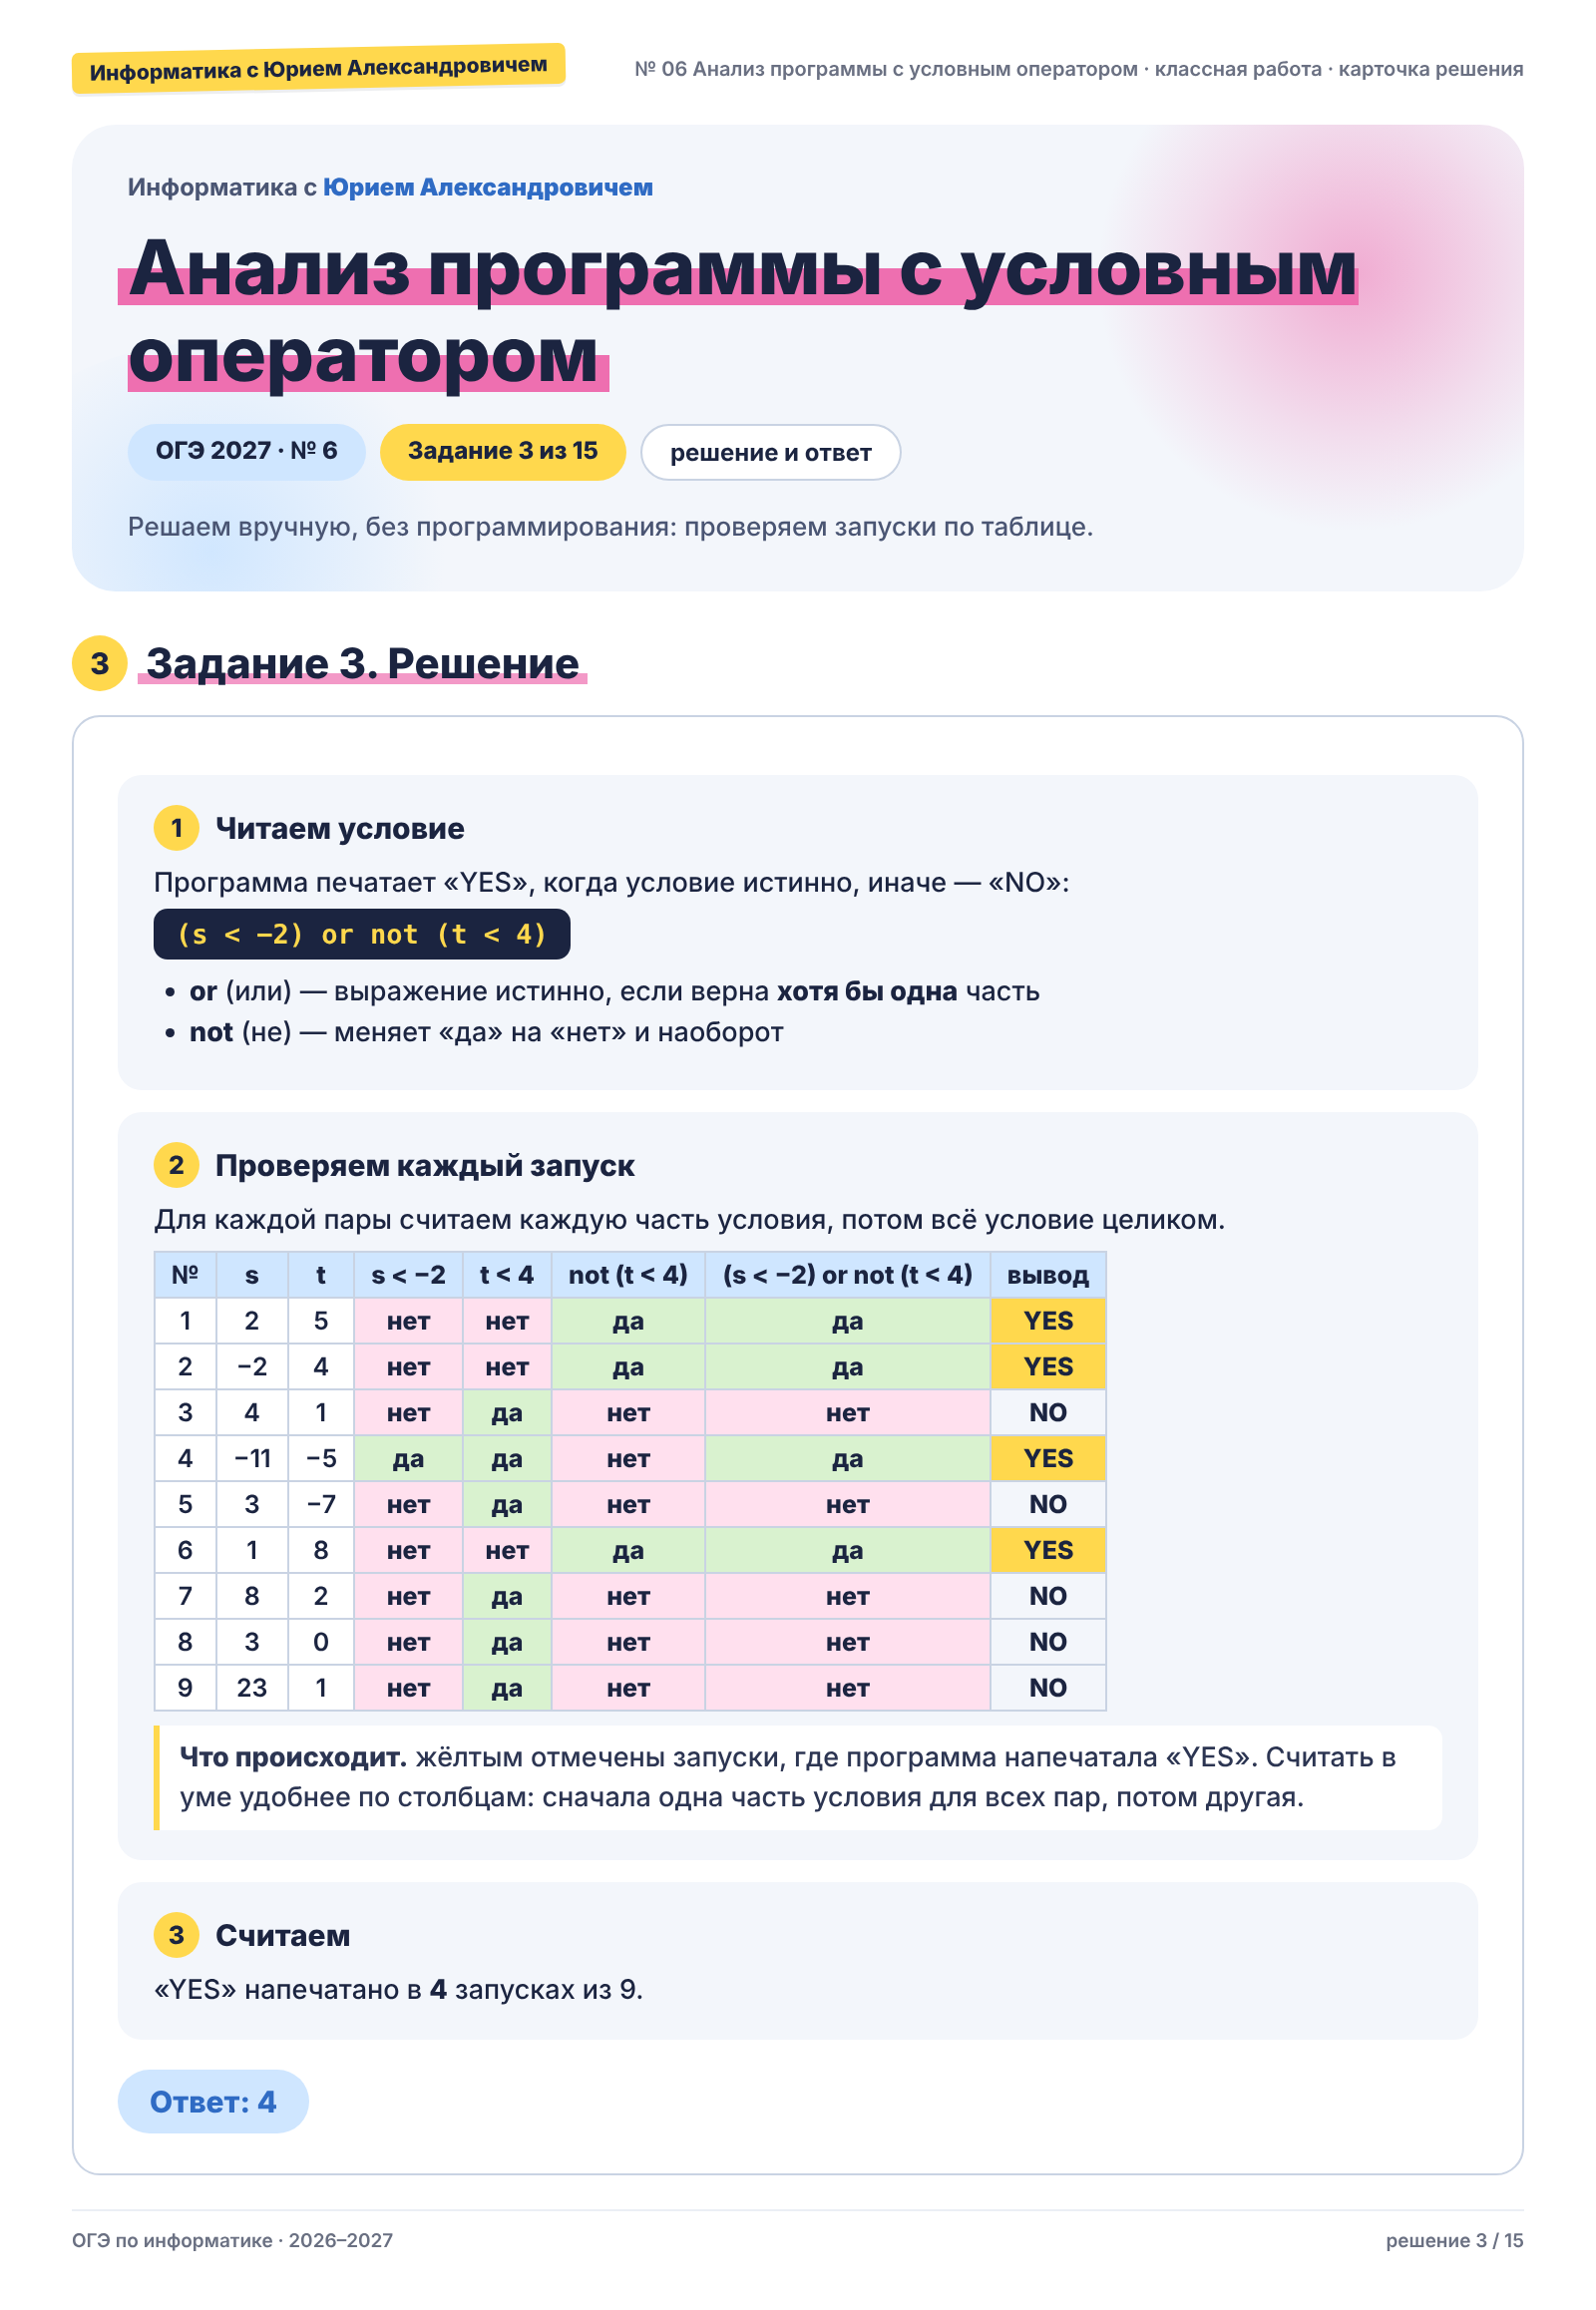 Информатика с Юрием Александровичем
№ 06 Анализ программы с условным оператором · классная работа · карточка решения
Информатика с Юрием Александровичем
Анализ программы с условным
оператором
ОГЭ 2027 · № 6
Задание 3 из 15
решение и ответ
Решаем вручную, без программирования: проверяем запуски по таблице.
3 Задание 3. Решение
1 Читаем условие
Программа печатает «YES», когда условие истинно, иначе — «NO»:
(s < −2) or not (t < 4)
• or (или) — выражение истинно, если верна хотя бы одна часть
• not (не) — меняет «да» на «нет» и наоборот
2 Проверяем каждый запуск
Для каждой пары считаем каждую часть условия, потом всё условие целиком.
№ s t s < −2 t < 4 not (t < 4) (s < −2) or not (t < 4) вывод
1 2 5 нет нет да да YES
2 −2 4 нет нет да да YES
3 4 1 нет да нет нет NO
4 −11 −5 да да нет да YES
5 3 −7 нет да нет нет NO
6 1 8 нет нет да да YES
7 8 2 нет да нет нет NO
8 3 0 нет да нет нет NO
9 23 1 нет да нет нет NO
Что происходит. жёлтым отмечены запуски, где программа напечатала «YES». Считать в
уме удобнее по столбцам: сначала одна часть условия для всех пар, потом другая.
3 Считаем
«YES» напечатано в 4 запусках из 9.
Ответ: 4
ОГЭ по информатике · 2026–2027
решение 3 / 15